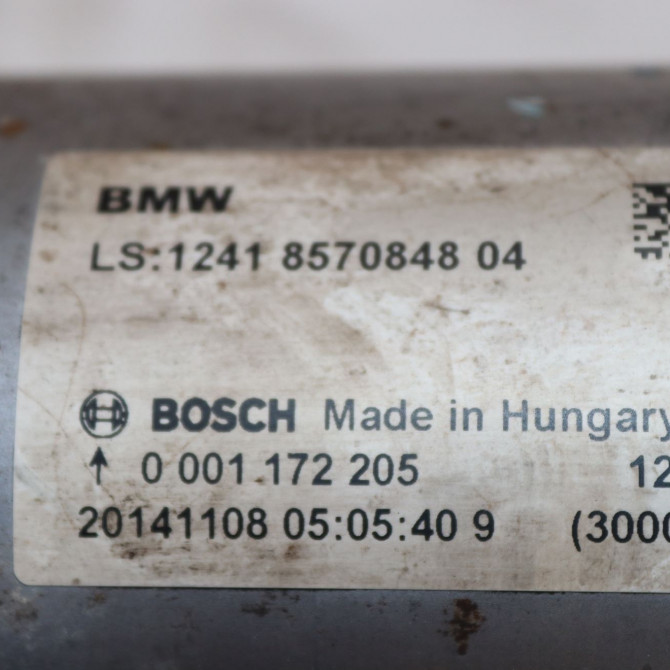 BMW
LS:1241 8570848 04
BOSCH Made in Hungary
0 001 172 205 12
20141108 05:05:40 9 (3000